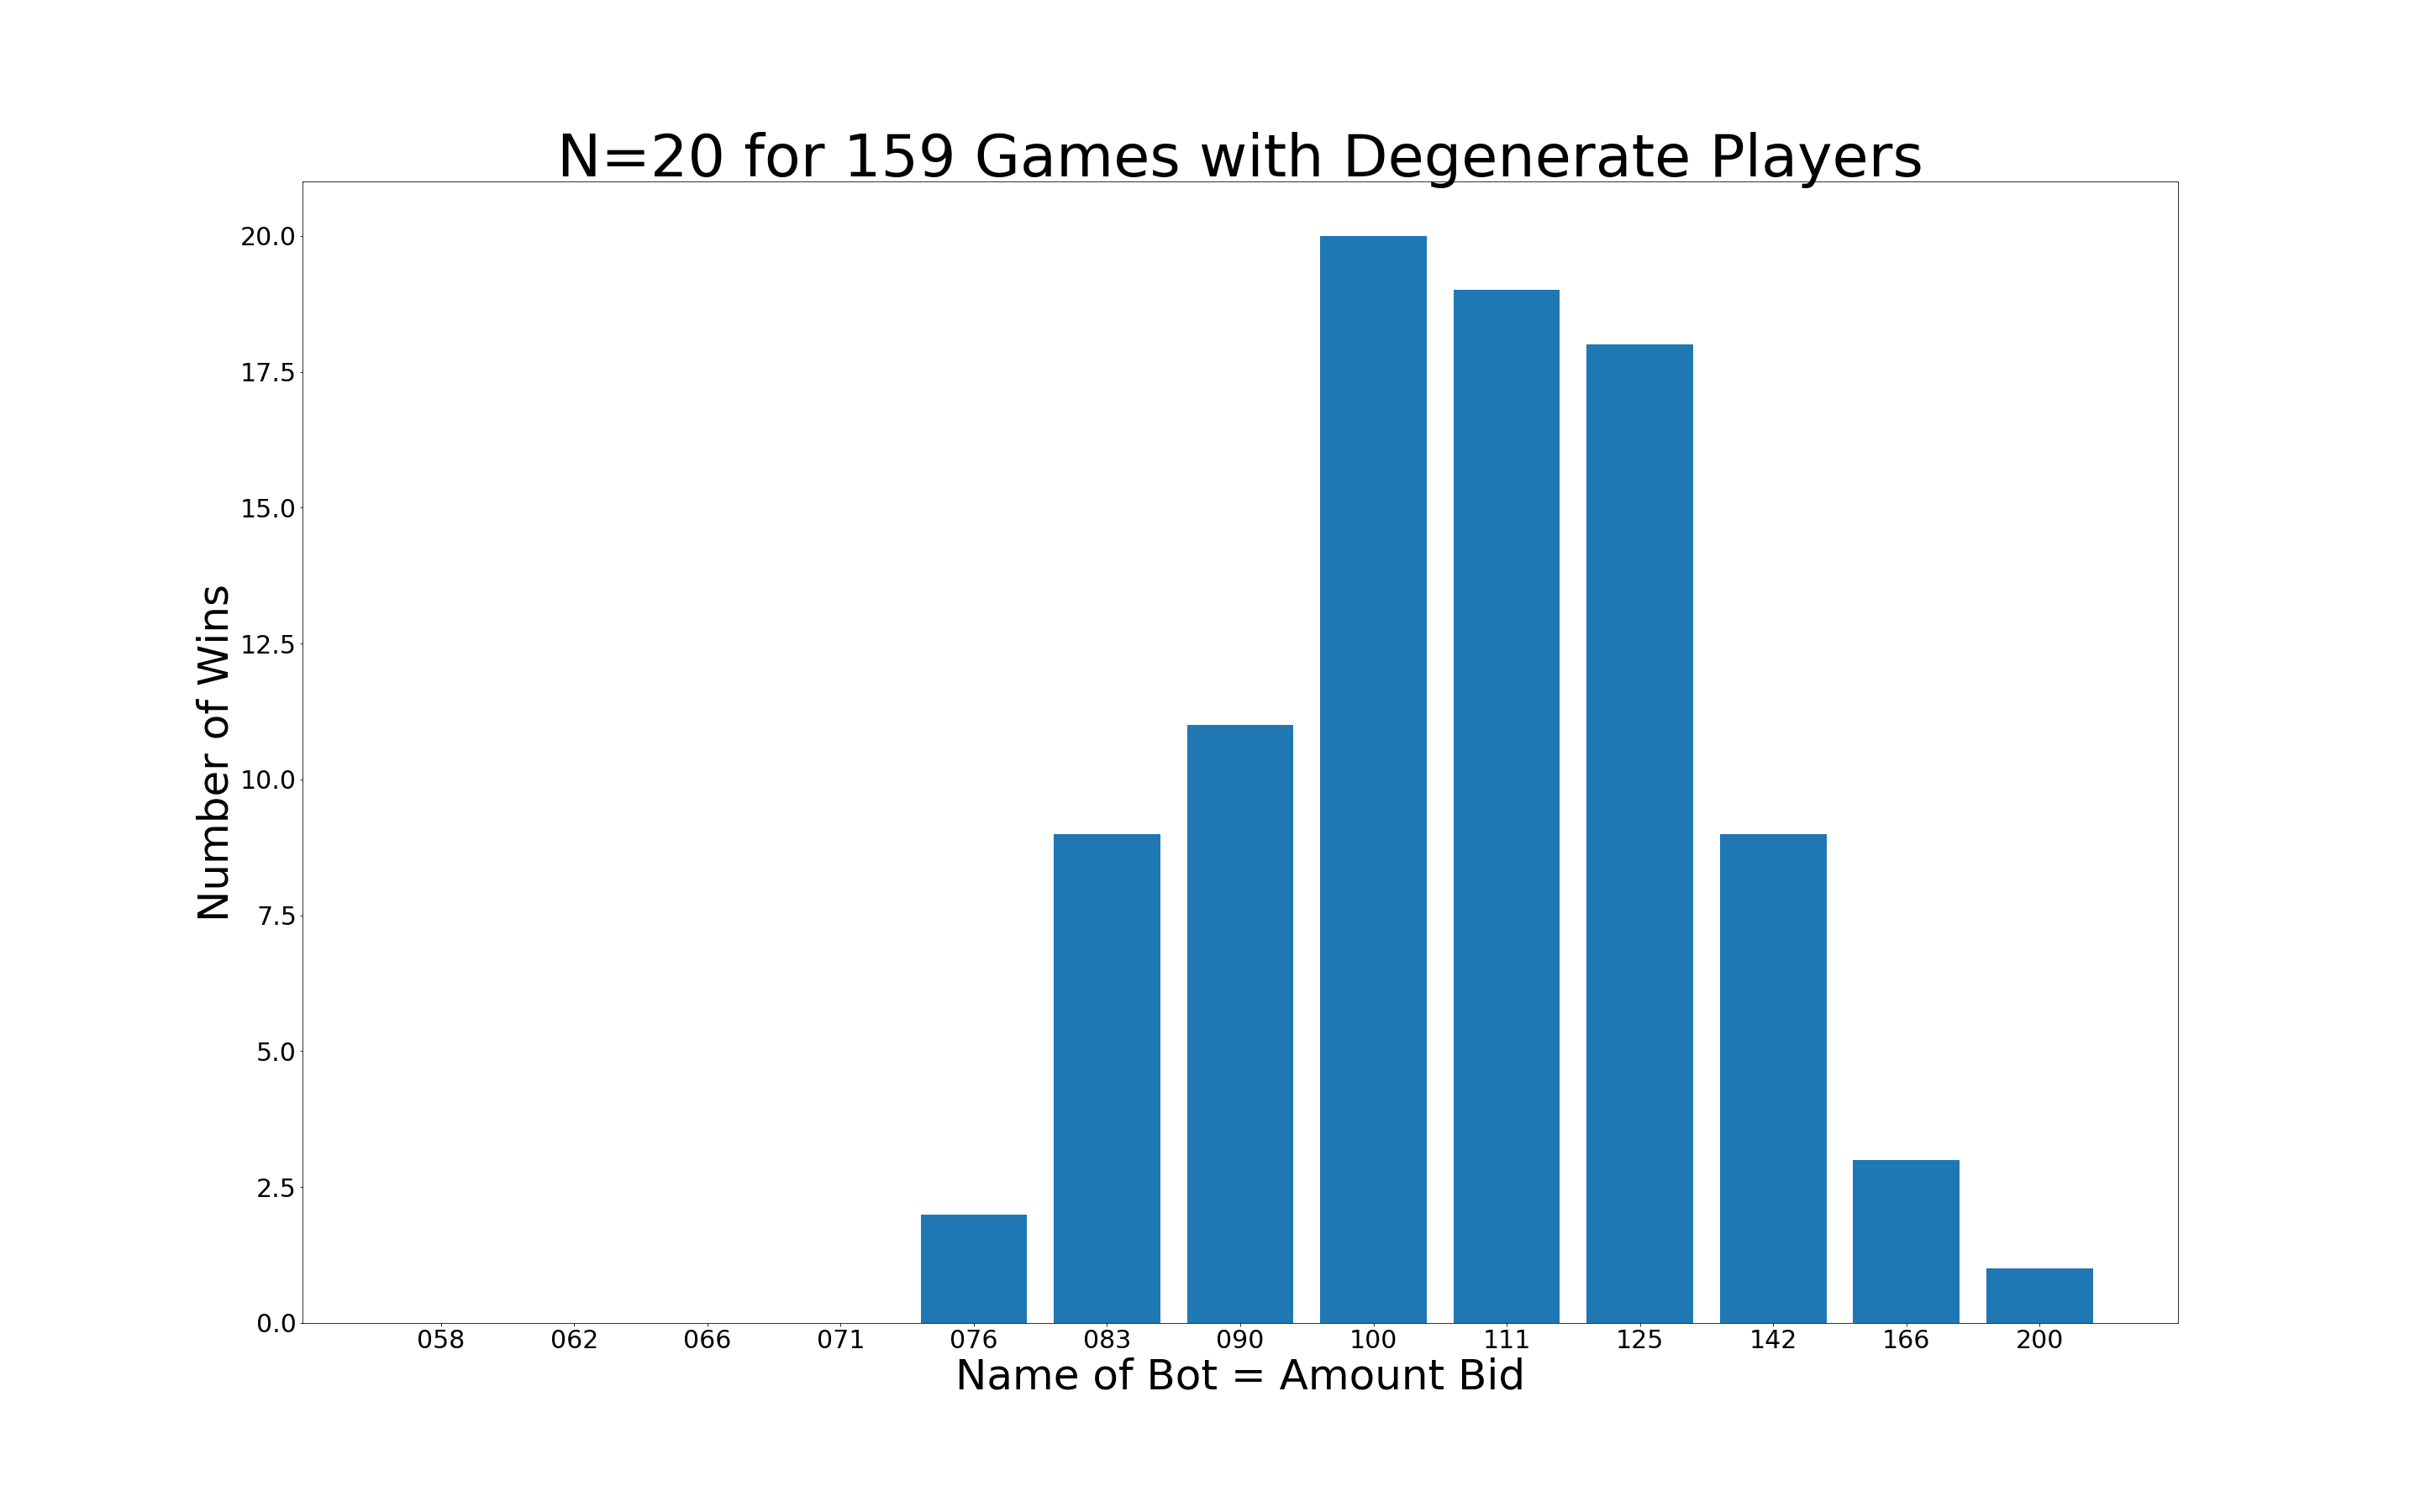 N=20 for 159 Games with Degenerate Players
Number of Wins
20.0
17.5
15.0
12.5
10.0
7.5
5.0
2.5
0.0
058 062 066 071 076 083 090 100 111 125 142 166 200
Name of Bot = Amount Bid